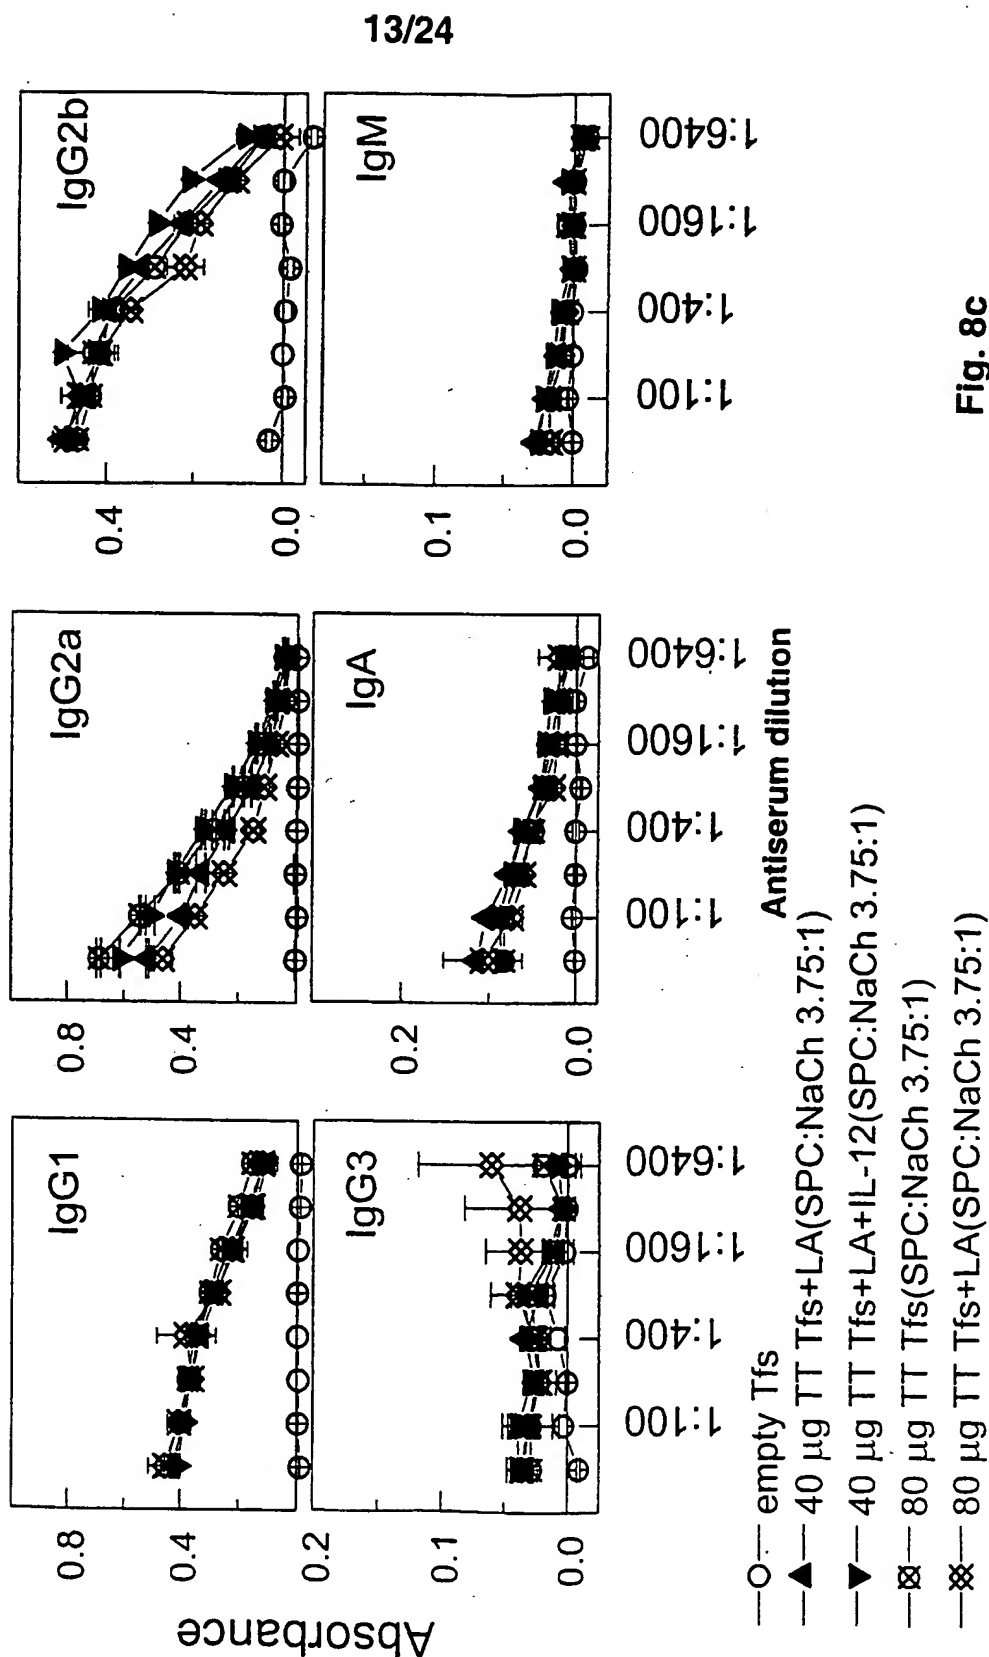 13/24
IgG1
IgG2a
IgG2b
0.8
0.4
0.8
0.4
0.4
0.0
IgG3
IgA
IgM
0.1
0.0
0.2
0.0
0.1
0.0
Absorbance
1:100
1:400
1:1600
1:6400
1:100
1:400
1:1600
1:6400
1:100
1:400
1:1600
1:6400
Antiserum dilution
empty Tfs
40 µg TT Tfs+LA(SPC:NaCh 3.75:1)
40 µg TT Tfs+LA+IL-12(SPC:NaCh 3.75:1)
80 µg TT Tfs(SPC:NaCh 3.75:1)
80 µg TT Tfs+LA(SPC:NaCh 3.75:1)
Fig. 8c